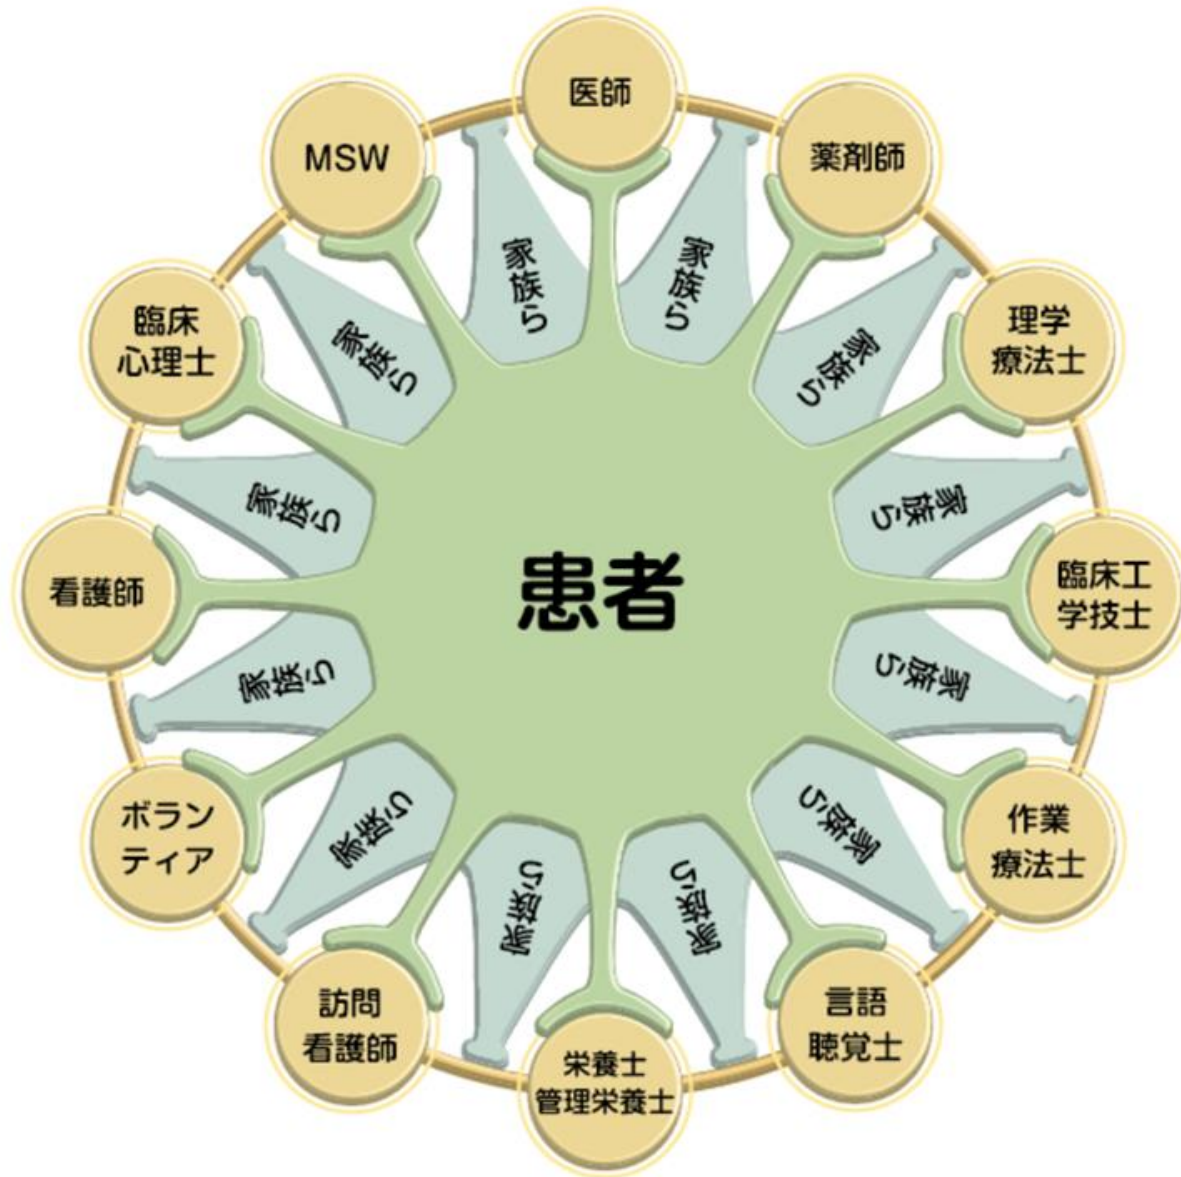 医師
薬剤師
理学
療法士
臨床工
学技士
作業
療法士
言語
聴覚士
栄養士
管理栄養士
訪問
看護師
ボラン
ティア
看護師
臨床
心理士
MSW
家族ら
家族ら
家族ら
家族ら
家族ら
家族ら
家族ら
家族ら
家族ら
家族ら
家族ら
家族ら
患者